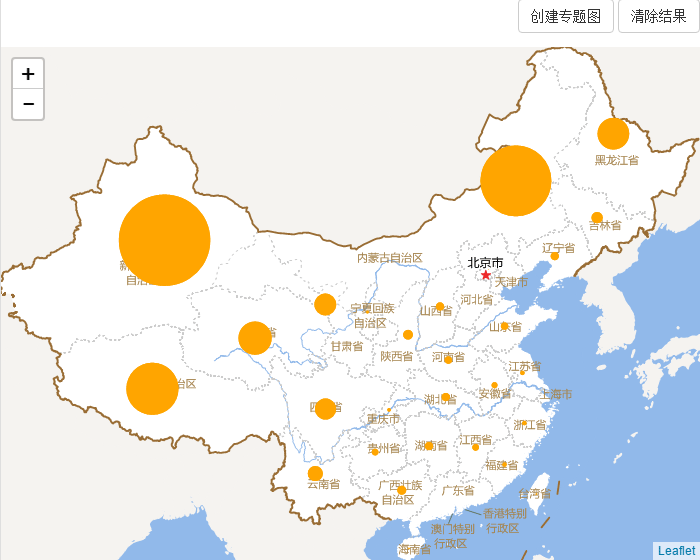 创建专题图
清除结果
+
−
黑龙江省
吉林省
辽宁省
内蒙古自治区
北京市
天津市
河北省
自治区
宁夏回族
自治区
山西省
山东省
甘肃省
陕西省
河南省
江苏省
治区
安徽省
上海市
湖北省
重庆市
浙江省
贵州省
湖南省
江西省
福建省
云南省
广西壮族
自治区
广东省
台湾省
香港特别
行政区
澳门特别
行政区
海南省
Leaflet